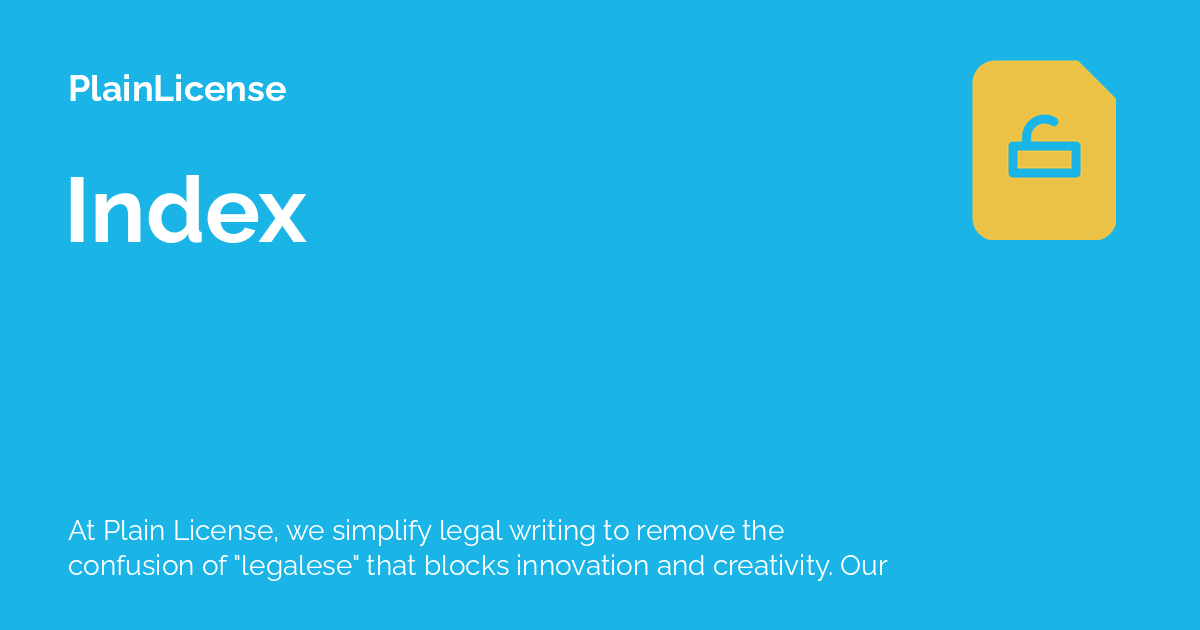 PlainLicense
Index
At Plain License, we simplify legal writing to remove the
confusion of "legalese" that blocks innovation and creativity. Our